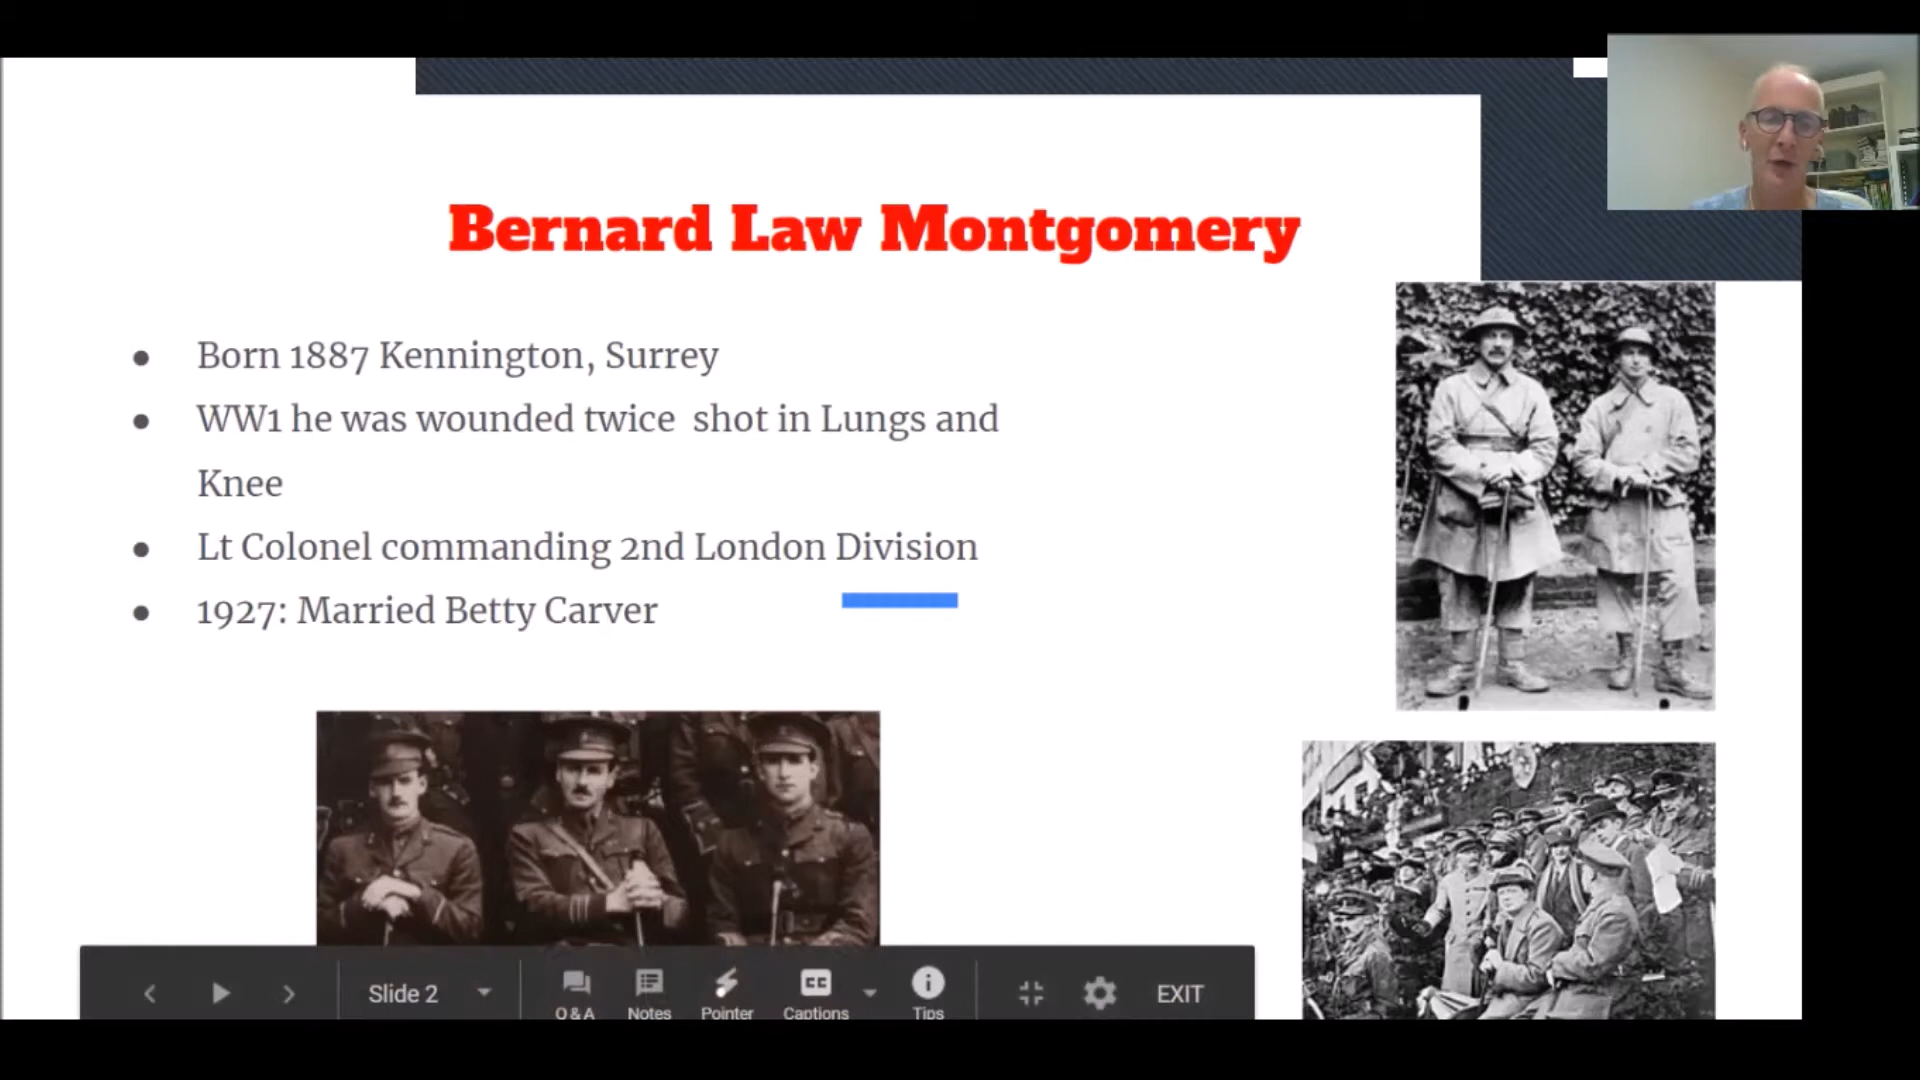 Bernard Law Montgomery
● Born 1887 Kennington, Surrey
● WW1 he was wounded twice  shot in Lungs and
Knee
● Lt Colonel commanding 2nd London Division
● 1927: Married Betty Carver
Slide 2
Q & A
Notes
Pointer
CC
Captions
Tips
EXIT